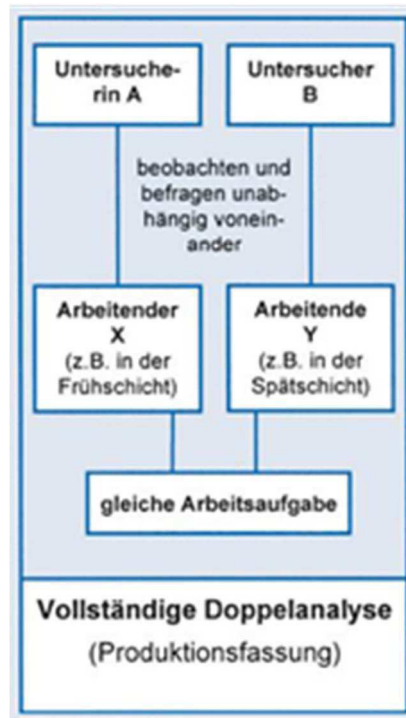 Untersuche-
rin A
Untersucher
B
beobachten und
befragen unab-
hängig vonein-
ander
Arbeitender
X
(z.B. in der
Frühschicht)
Arbeitende
Y
(z.B. in der
Spätschicht)
gleiche Arbeitsaufgabe
Vollständige Doppelanalyse
(Produktionsfassung)